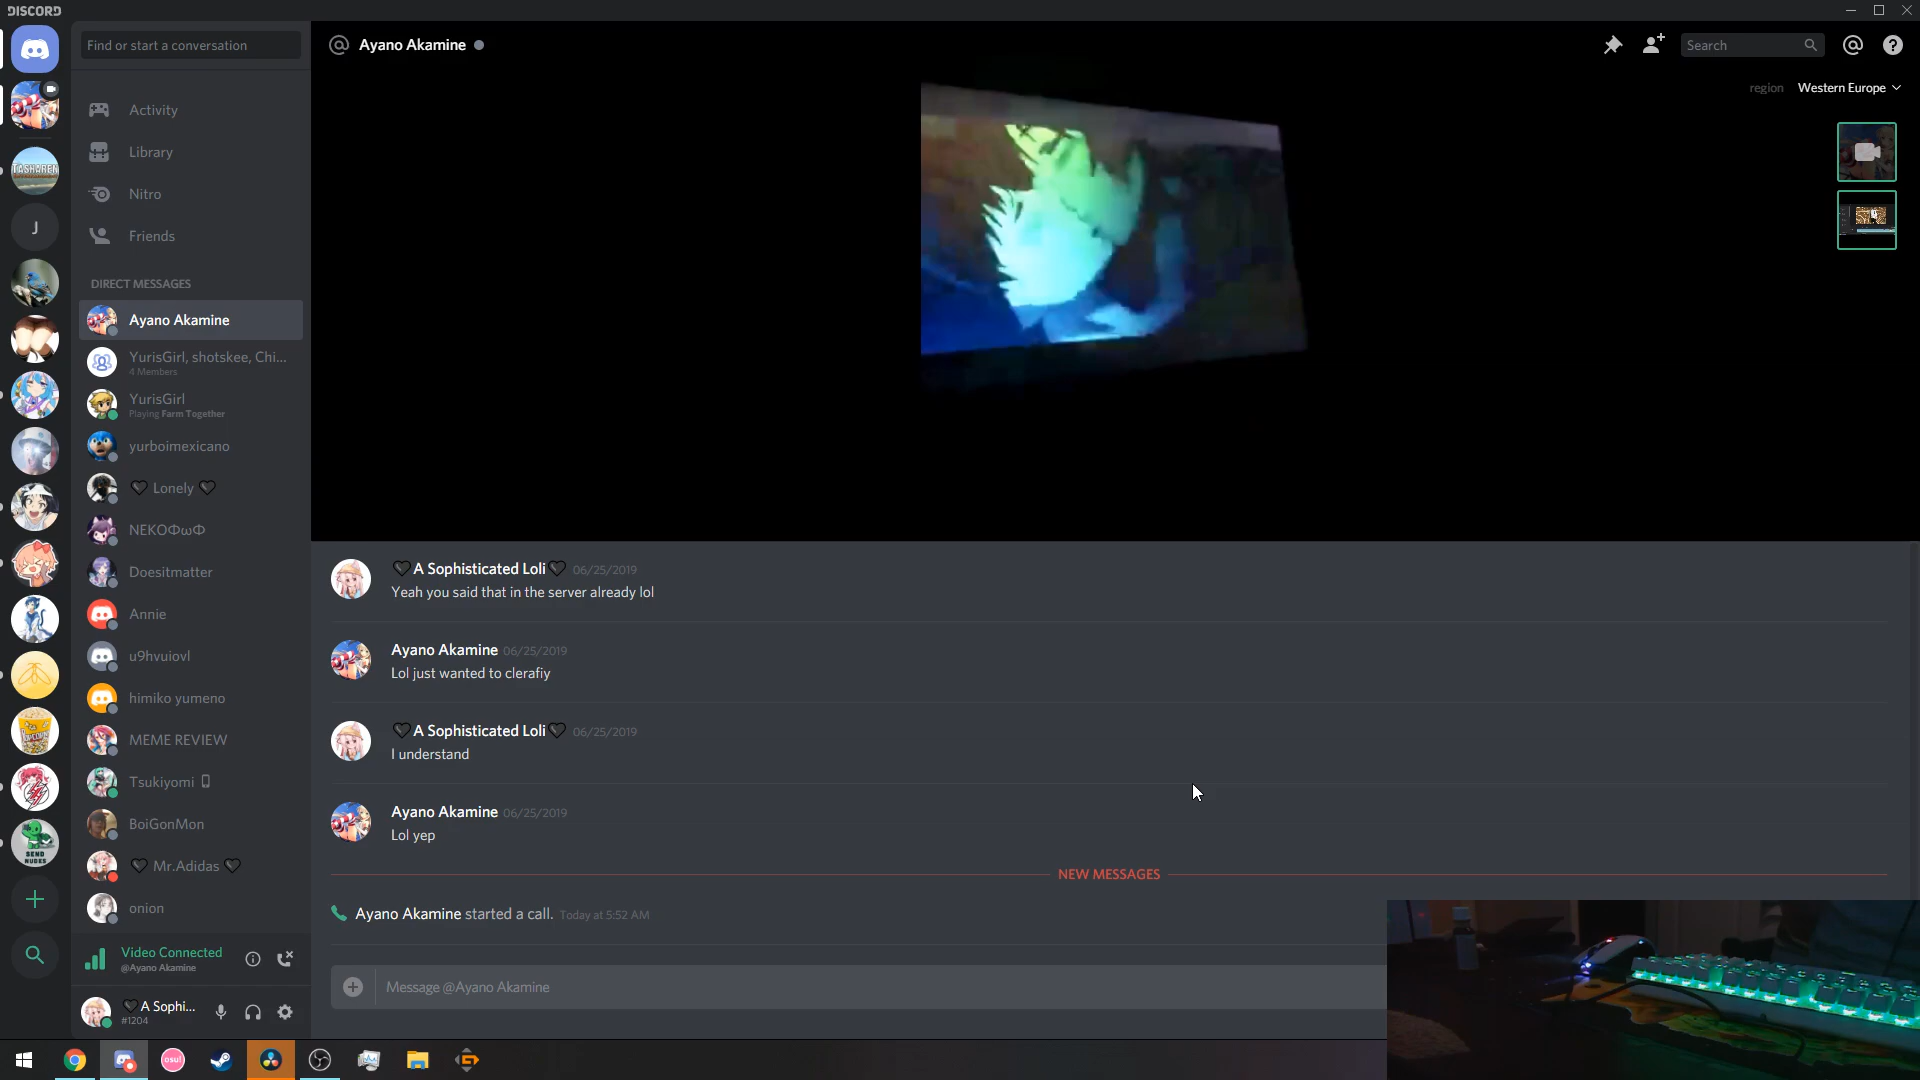 DISCORD
Find or start a conversation
Activity
Library
Nitro
Friends
DIRECT MESSAGES
Ayano Akamine
YurisGirl, shotskee, Chi...
4 Members
YurisGirl
Playing Farm Together
yurboimexicano
🖤 Lonely 🖤
NEKOΦωΦ
Doesitmatter
Annie
u9hvuiovl
himiko yumeno
MEME REVIEW
Tsukiyomi
BoiGonMon
🖤 Mr.Adidas 🖤
onion
Video Connected
@Ayano Akamine
🖤A Sophi...
#1204
TASHAREN
J
POPCORN
SEND NUDES
Ayano Akamine
Search
region Western Europe
🖤A Sophisticated Loli🖤 06/25/2019
Yeah you said that in the server already lol
Ayano Akamine 06/25/2019
Lol just wanted to clerafiy
🖤A Sophisticated Loli🖤 06/25/2019
I understand
Ayano Akamine 06/25/2019
Lol yep
NEW MESSAGES
Ayano Akamine started a call. Today at 5:52 AM
Message @Ayano Akamine
osu!